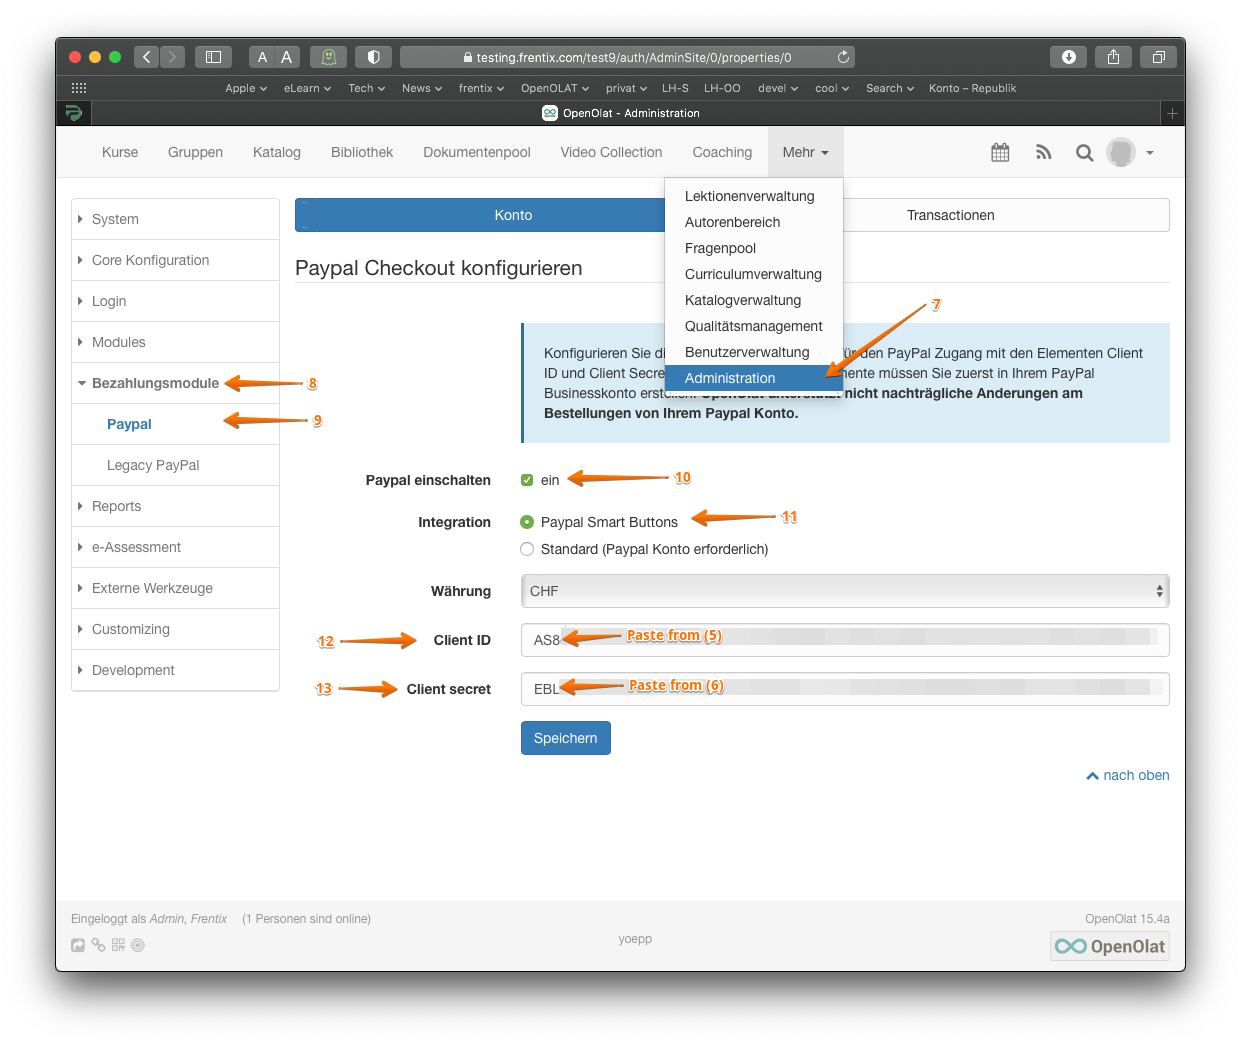 A A
testing.frentix.com/test9/auth/AdminSite/0/properties/0
Apple eLearn Tech News frentix OpenOLAT privat LH-S LH-OO devel cool Search Konto – Republik
OpenOlat - Administration
Kurse Gruppen Katalog Bibliothek Dokumentenpool Video Collection Coaching Mehr
Lektionenverwaltung
Autorenbereich
Fragenpool
Curriculumverwaltung
Katalogverwaltung
Qualitätsmanagement
Benutzerverwaltung
Administration
7
System
Core Konfiguration
Login
Modules
Bezahlungsmodule
8
Paypal
9
Legacy PayPal
Reports
e-Assessment
Externe Werkzeuge
Customizing
Development
Konto
Transactionen
Paypal Checkout konfigurieren
Konfigurieren Sie di für den PayPal Zugang mit den Elementen Client
ID und Client Secre mente müssen Sie zuerst in Ihrem PayPal
Businesskonto erstellen. OpenOlat unterstützt nicht nachträgliche Änderungen am
Bestellungen von Ihrem Paypal Konto.
Paypal einschalten ein 10
Integration Paypal Smart Buttons 11
Standard (Paypal Konto erforderlich)
Währung CHF
12 Client ID AS8 Paste from (5)
13 Client secret EBL Paste from (6)
Speichern
nach oben
Eingeloggt als Admin, Frentix (1 Personen sind online)
yoepp
OpenOlat 15.4a
OpenOlat